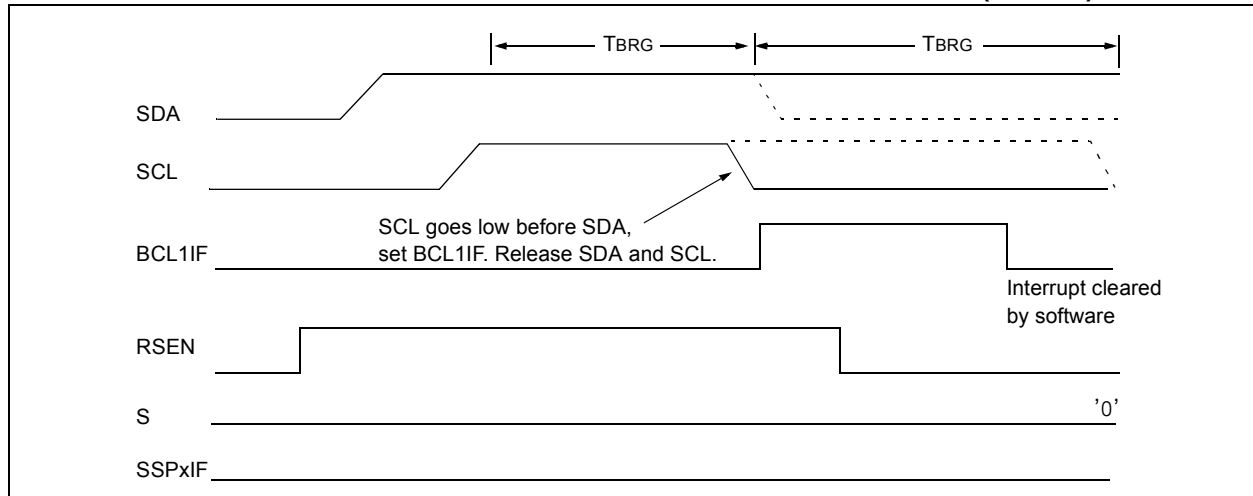 TBRG TBRG
SDA
SCL
SCL goes low before SDA,
set BCL1IF. Release SDA and SCL.
BCL1IF
Interrupt cleared
by software
RSEN
S
'0'
SSPxIF